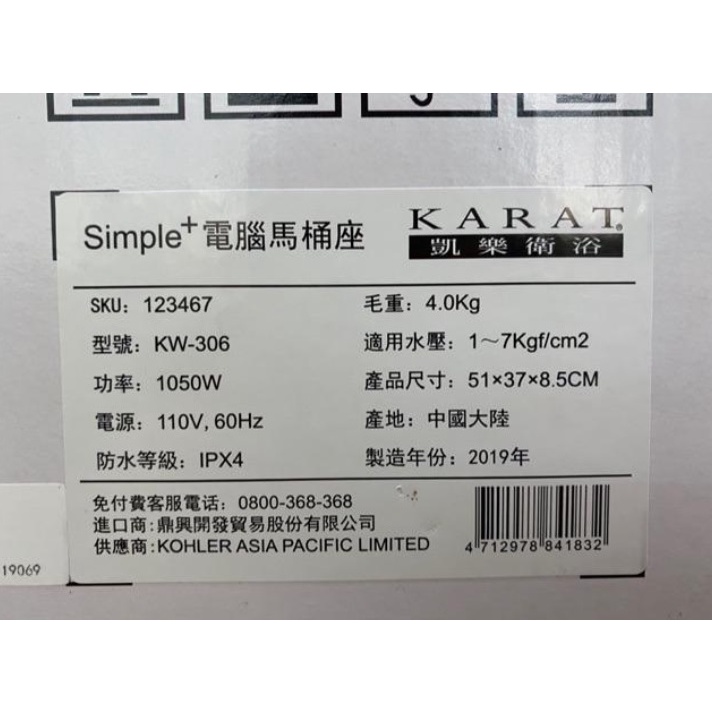 Simple⁺電腦馬桶座
KARAT®
凱樂衛浴
SKU: 123467
毛重: 4.0Kg
型號: KW-306
適用水壓: 1～7Kgf/cm2
功率: 1050W
產品尺寸: 51×37×8.5CM
電源: 110V, 60Hz
產地: 中國大陸
防水等級: IPX4
製造年份: 2019年
免付費客服電話: 0800-368-368
進口商:鼎興開發貿易股份有限公司
供應商:KOHLER ASIA PACIFIC LIMITED
4 712978 841832
19069